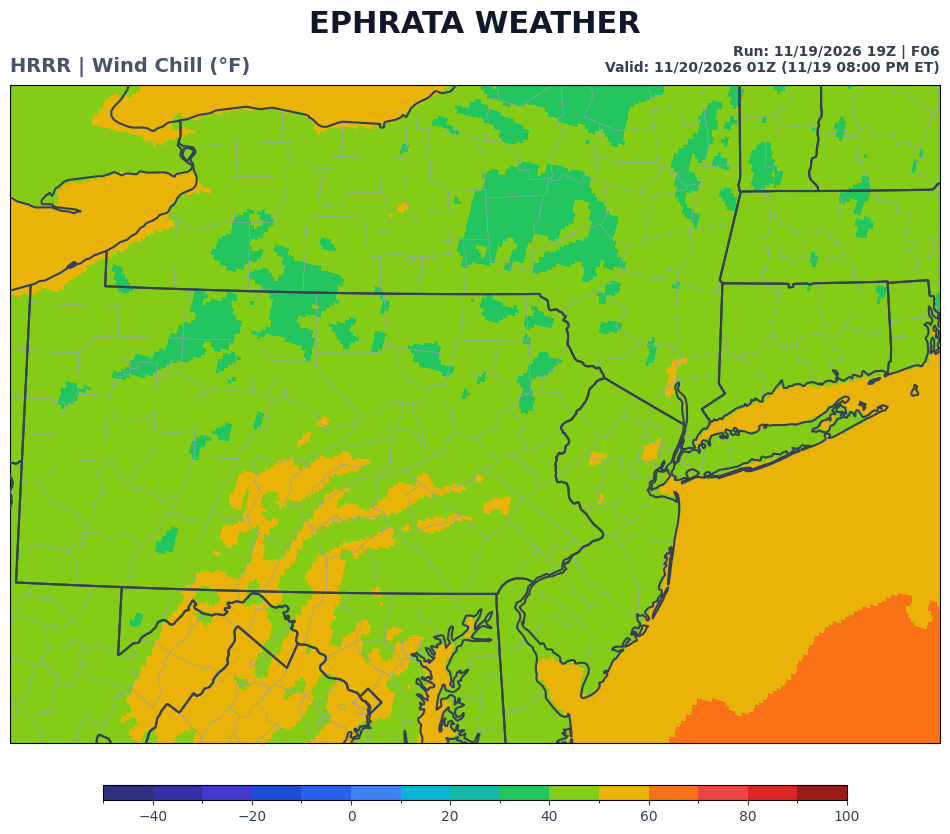 EPHRATA WEATHER
HRRR | Wind Chill (°F)
Run: 11/19/2026 19Z | F06
Valid: 11/20/2026 01Z (11/19 08:00 PM ET)
−40 −20 0 20 40 60 80 100